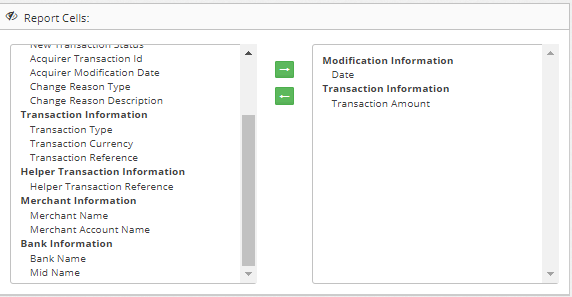 Report Cells:
New Transaction Status
Acquirer Transaction Id
Acquirer Modification Date
Change Reason Type
Change Reason Description
Transaction Information
Transaction Type
Transaction Currency
Transaction Reference
Helper Transaction Information
Helper Transaction Reference
Merchant Information
Merchant Name
Merchant Account Name
Bank Information
Bank Name
Mid Name
Modification Information
Date
Transaction Information
Transaction Amount